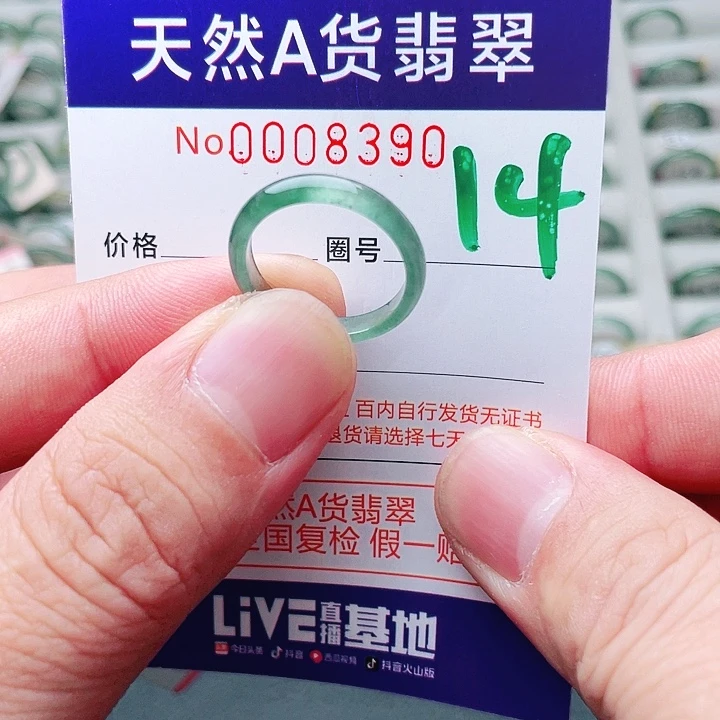 天然A货翡翠
No.0008390
14
价格 圈号
百内自行发货无证书
退货请选择七天
然A货翡翠
国复检 假一赔
LiVE直播基地
今日头条 抖音 西瓜视频 抖音火山版